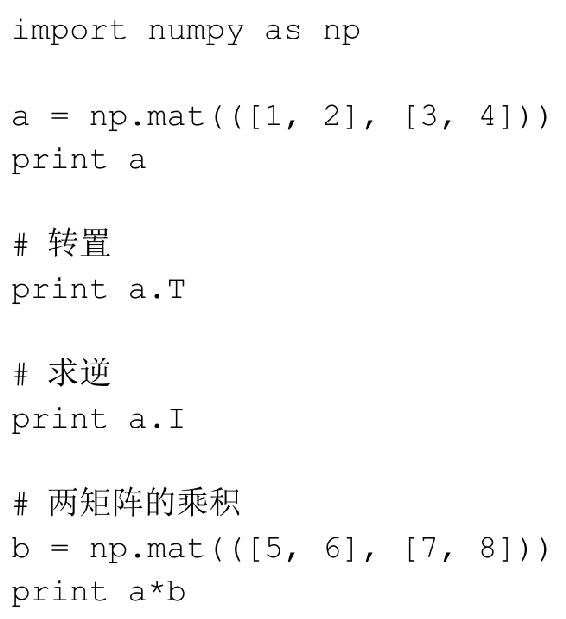 import numpy as np
a = np.mat(([1, 2], [3, 4]))
print a
# 转置
print a.T
# 求逆
print a.I
# 两矩阵的乘积
b = np.mat(([5, 6], [7, 8]))
print a*b